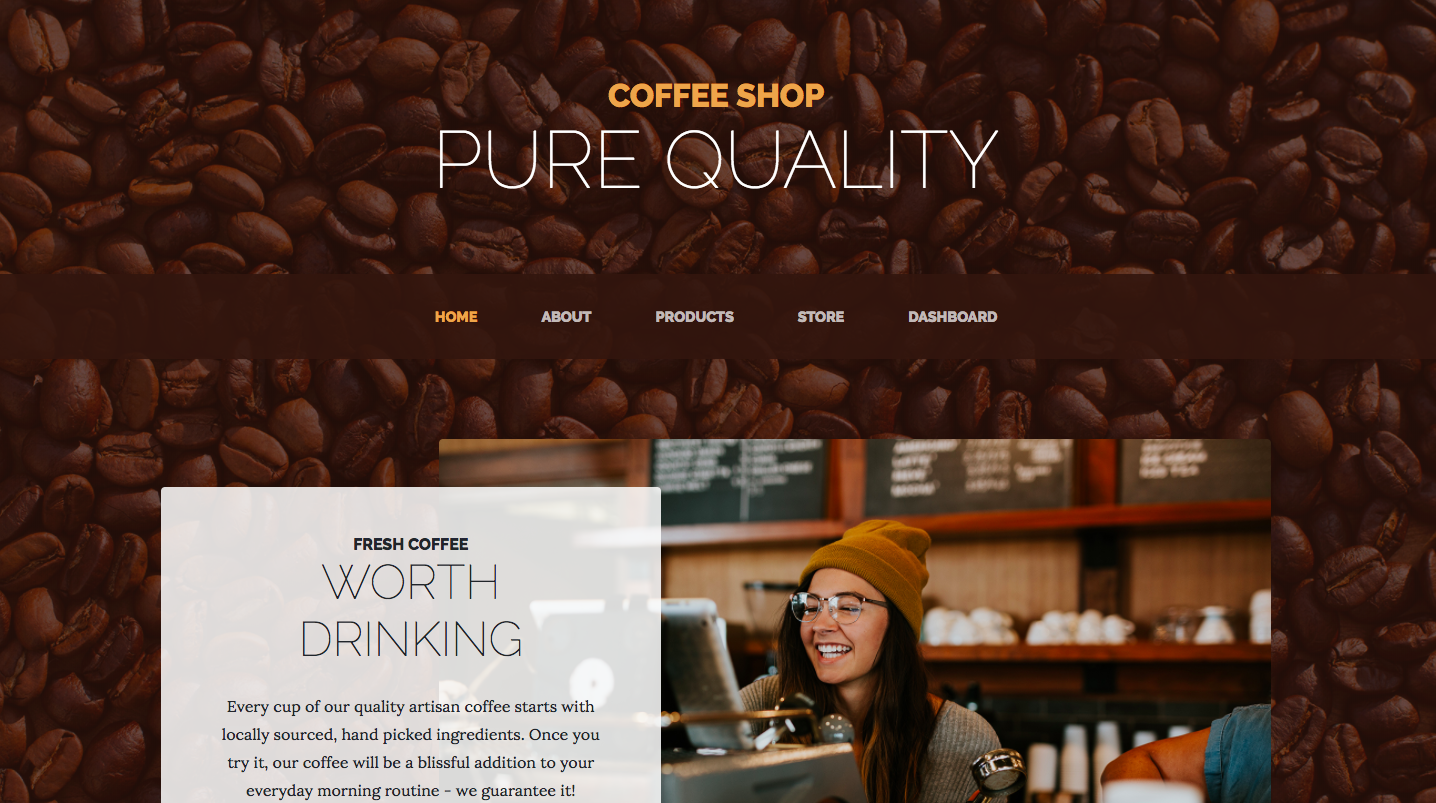 COFFEE SHOP
PURE QUALITY
HOME ABOUT PRODUCTS STORE DASHBOARD
FRESH COFFEE
WORTH
DRINKING
Every cup of our quality artisan coffee starts with
locally sourced, hand picked ingredients. Once you
try it, our coffee will be a blissful addition to your
everyday morning routine - we guarantee it!